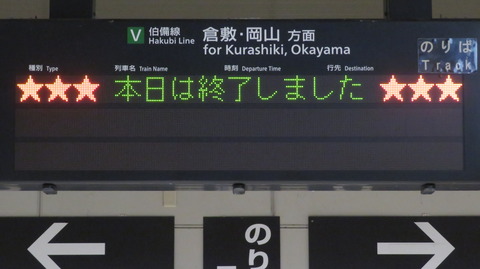 V 伯備線 倉敷・岡山 方面
Hakubi Line for Kurashiki, Okayama
のりば
Track
種別 Type 列車名 Train Name 時刻 Departure Time 行先 Destination
★★★ 本日は終了しました ★★★
← のり →